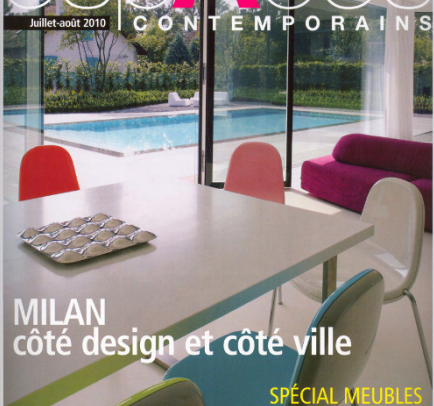 Juillet-août 2010
CONTEMPORAINS
MILAN
côté design et côté ville
SPÉCIAL MEUBLES